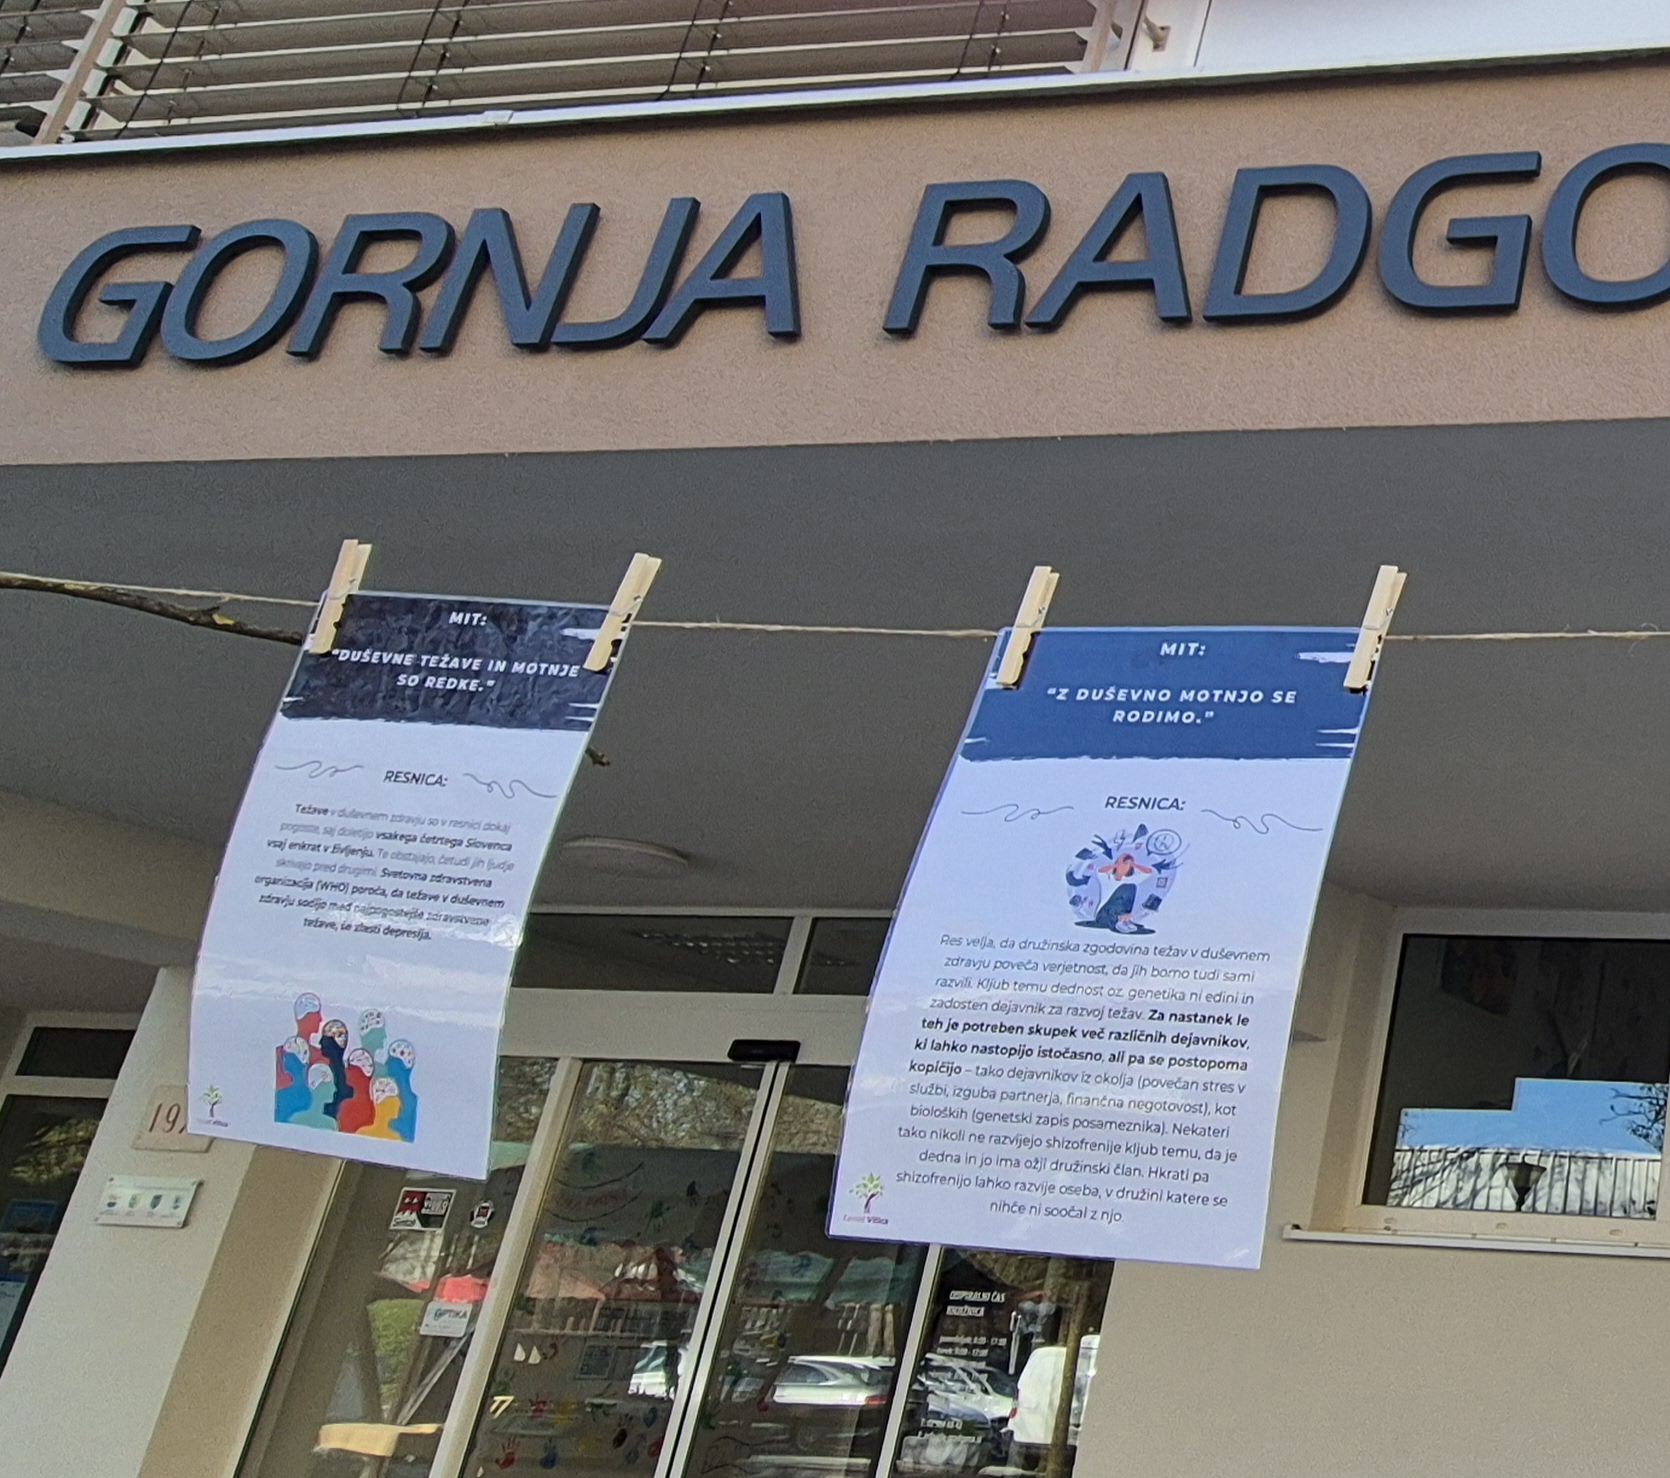 GORNJA RADGO
MIT:
"DUŠEVNE TEŽAVE IN MOTNJE
SO REDKE."
RESNICA:
Težave v duševnem zdravju so v resnici dokaj
pogoste, saj doletijo vsakega četrtega Slovenca
vsaj enkrat v življenju. Te obstajajo, četudi jih ljudje
skrivajo pred drugimi. Svetovna zdravstvena
organizacija (WHO) poroča, da težave v duševnem
zdravju sodijo med najpogostejše zdravstvene
težave, še zlasti depresija.
MIT:
"Z DUŠEVNO MOTNJO SE
RODIMO."
RESNICA:
Res velja, da družinska zgodovina težav v duševnem
zdravju poveča verjetnost, da jih bomo tudi sami
razvili. Kljub temu dednost oz. genetika ni edini in
zadosten dejavnik za razvoj težav. Za nastanek le
teh je potreben skupek več različnih dejavnikov,
ki lahko nastopijo istočasno, ali pa se postopoma
kopičijo – tako dejavnikov iz okolja (povečan stres v
službi, izguba partnerja, finančna negotovost), kot
bioloških (genetski zapis posameznika). Nekateri
tako nikoli ne razvijejo shizofrenije kljub temu, da je
dedna in jo ima ožji družinski član. Hkrati pa
shizofrenijo lahko razvije oseba, v družini katere se
nihče ni soočal z njo.
Zavod Vitica
OPTIKA
KNJIŽNICA